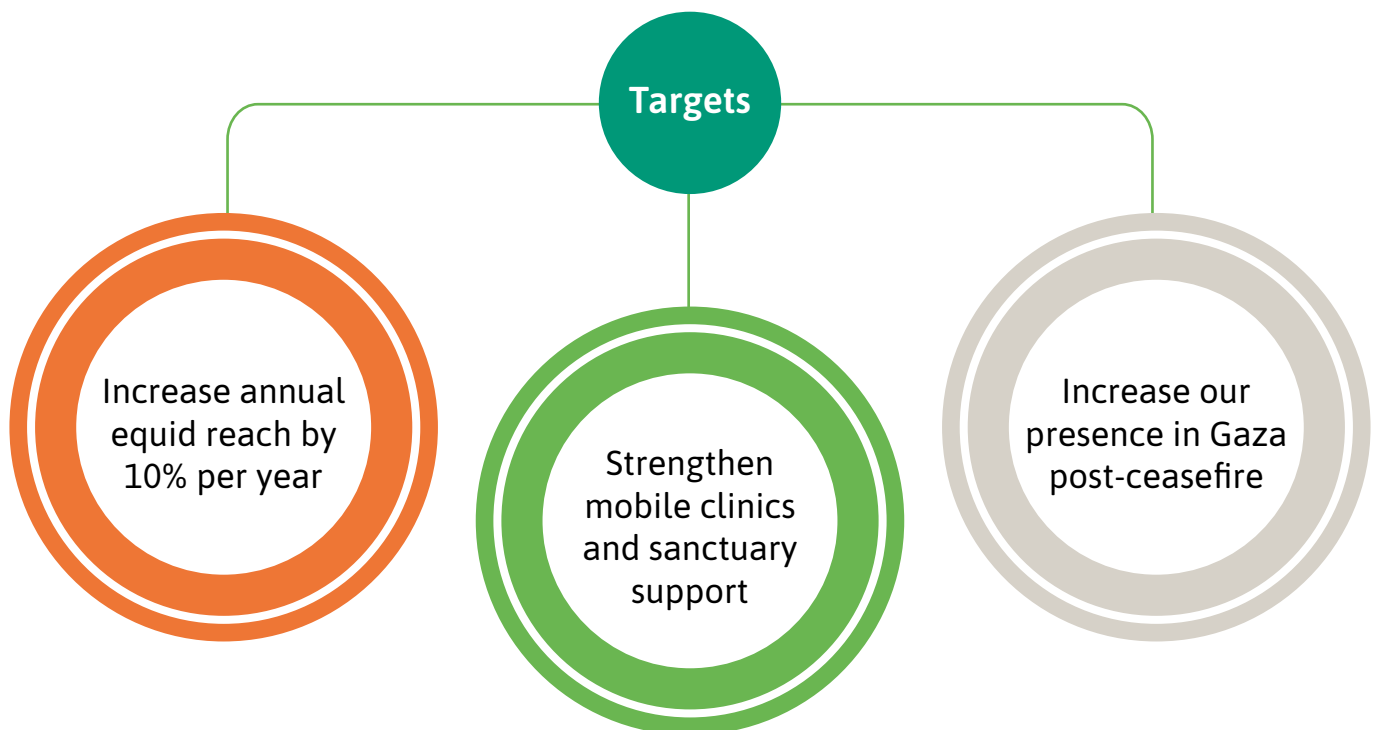 Targets
Increase annual
equid reach by
10% per year
Strengthen
mobile clinics
and sanctuary
support
Increase our
presence in Gaza
post-ceasefire